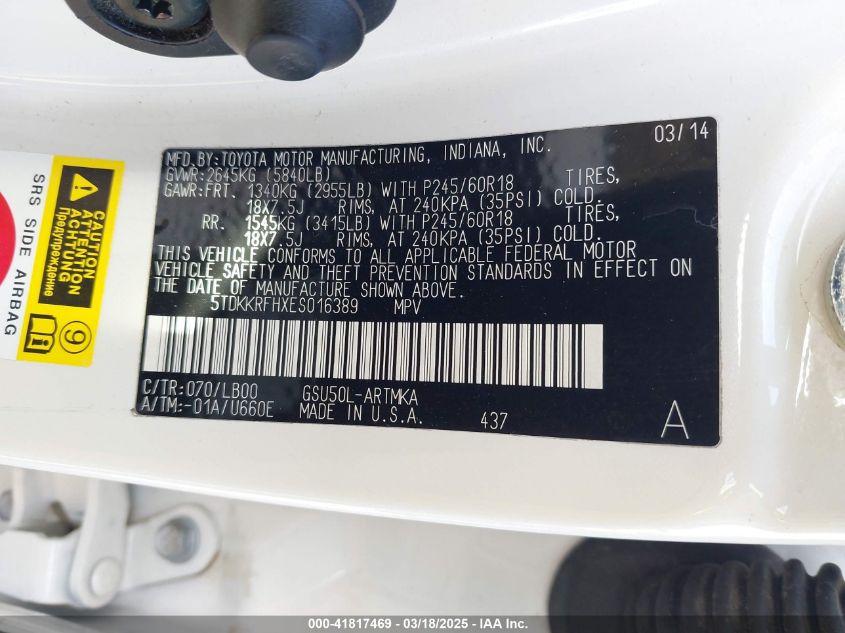 03/14
MFD.BY:TOYOTA MOTOR MANUFACTURING, INDIANA, INC.
GVWR:2645KG (5840LB)
GAWR:FRT. 1340KG (2955LB) WITH P245/60R18 TIRES,
18X7.5J RIMS, AT 240KPA (35PSI) COLD.
RR. 1545KG (3415LB) WITH P245/60R18 TIRES,
18X7.5J RIMS, AT 240KPA (35PSI) COLD.
THIS VEHICLE CONFORMS TO ALL APPLICABLE FEDERAL MOTOR
VEHICLE SAFETY AND THEFT PREVENTION STANDARDS IN EFFECT ON
THE DATE OF MANUFACTURE SHOWN ABOVE.
5TDKKRFHXES016389 MPV
C/TR:070/LB00 GSU50L-ARTMKA
A/TM:-01A/U660E MADE IN U.S.A. 437
A
SRS SIDE AIRBAG
CAUTION
ATTENTION
ACHTUNG
Предупреждение
9
000-41817469 - 03/18/2025 - IAA Inc.